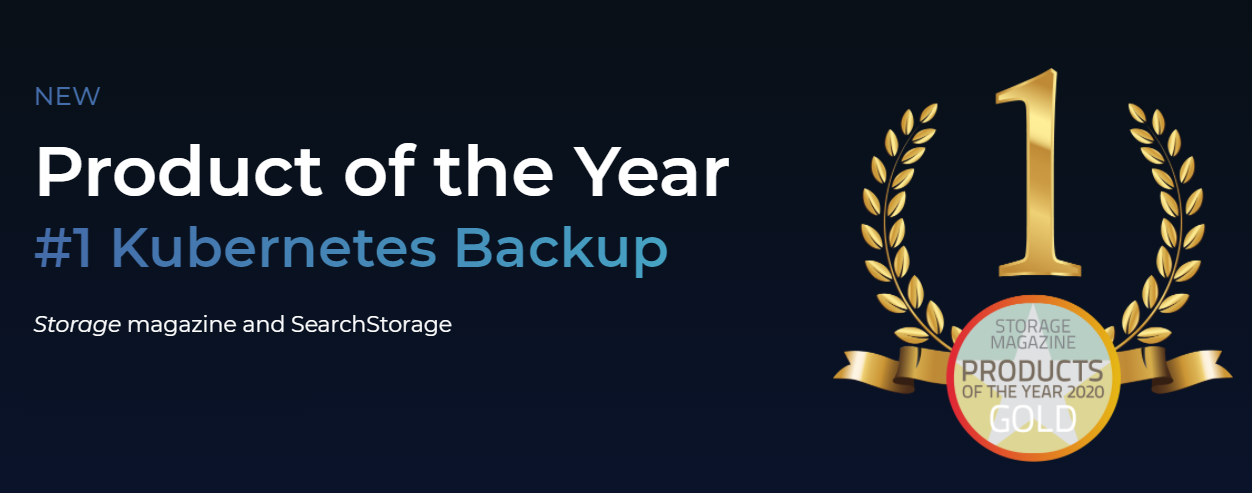 NEW
Product of the Year
#1 Kubernetes Backup
Storage magazine and SearchStorage
1
STORAGE
MAGAZINE
PRODUCTS
OF THE YEAR 2020
GOLD